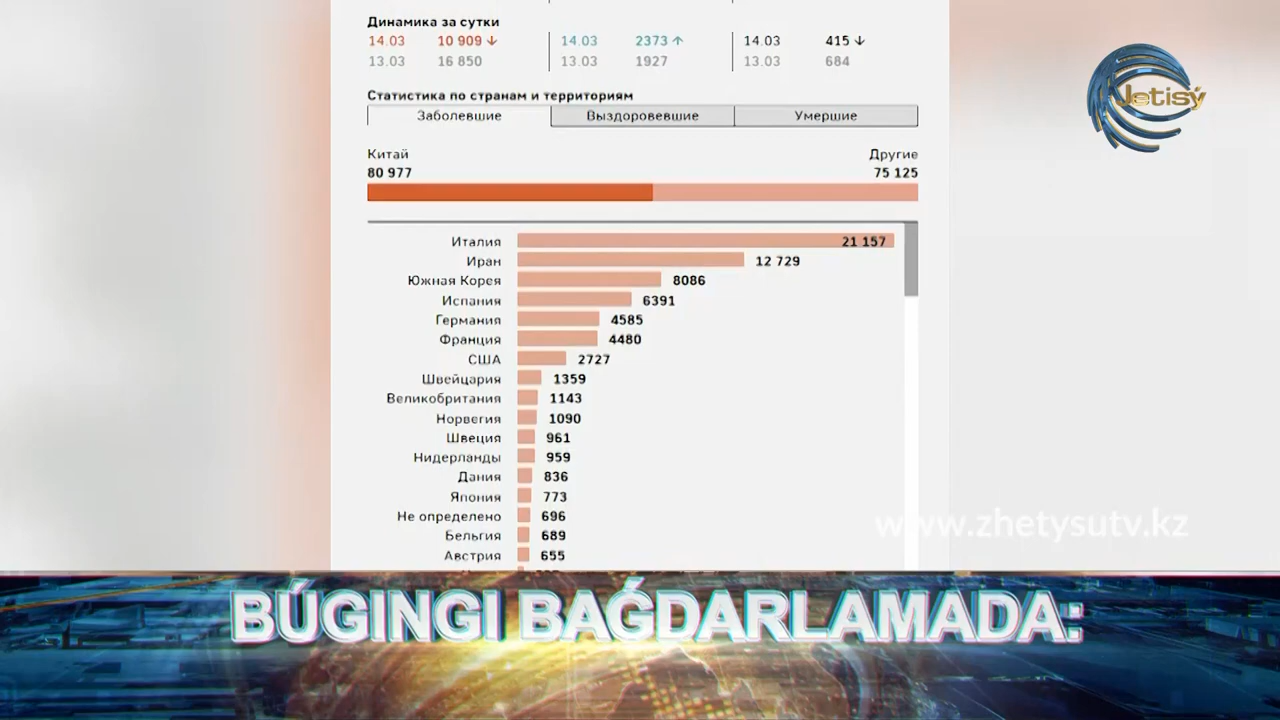 Динамика за сутки
14.03 10 909 ↓ 14.03 2373 ↑ 14.03 415 ↓
13.03 16 850 13.03 1927 13.03 684
Статистика по странам и территориям
Заболевшие Выздоровевшие Умершие
Китай Другие
80 977 75 125
Италия 21 157
Иран 12 729
Южная Корея 8086
Испания 6391
Германия 4585
Франция 4480
США 2727
Швейцария 1359
Великобритания 1143
Норвегия 1090
Швеция 961
Нидерланды 959
Дания 836
Япония 773
Не определено 696
Бельгия 689
Австрия 655
Jetisý
www.zhetysutv.kz
BÚGINGI BAǴDARLAMADA: